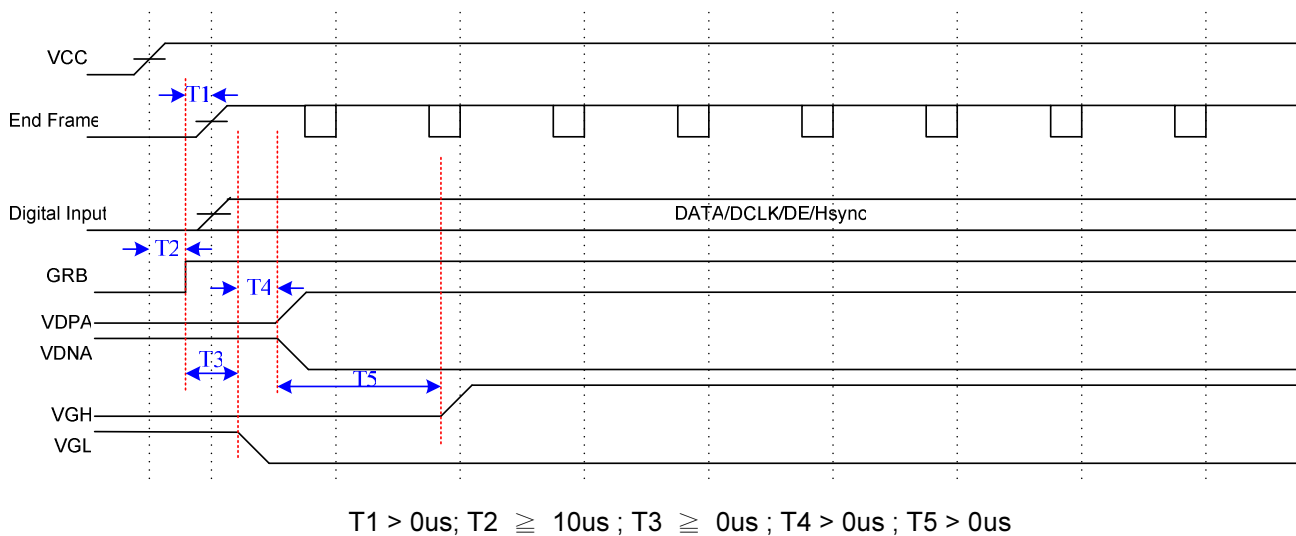 VCC
T1
End Frame
Digital Input
DATA/DCLK/DE/Hsync
T2
GRB
T4
VDPA
VDNA
T3
T5
VGH
VGL
T1 > 0us; T2 ≧ 10us ; T3 ≧ 0us ; T4 > 0us ; T5 > 0us